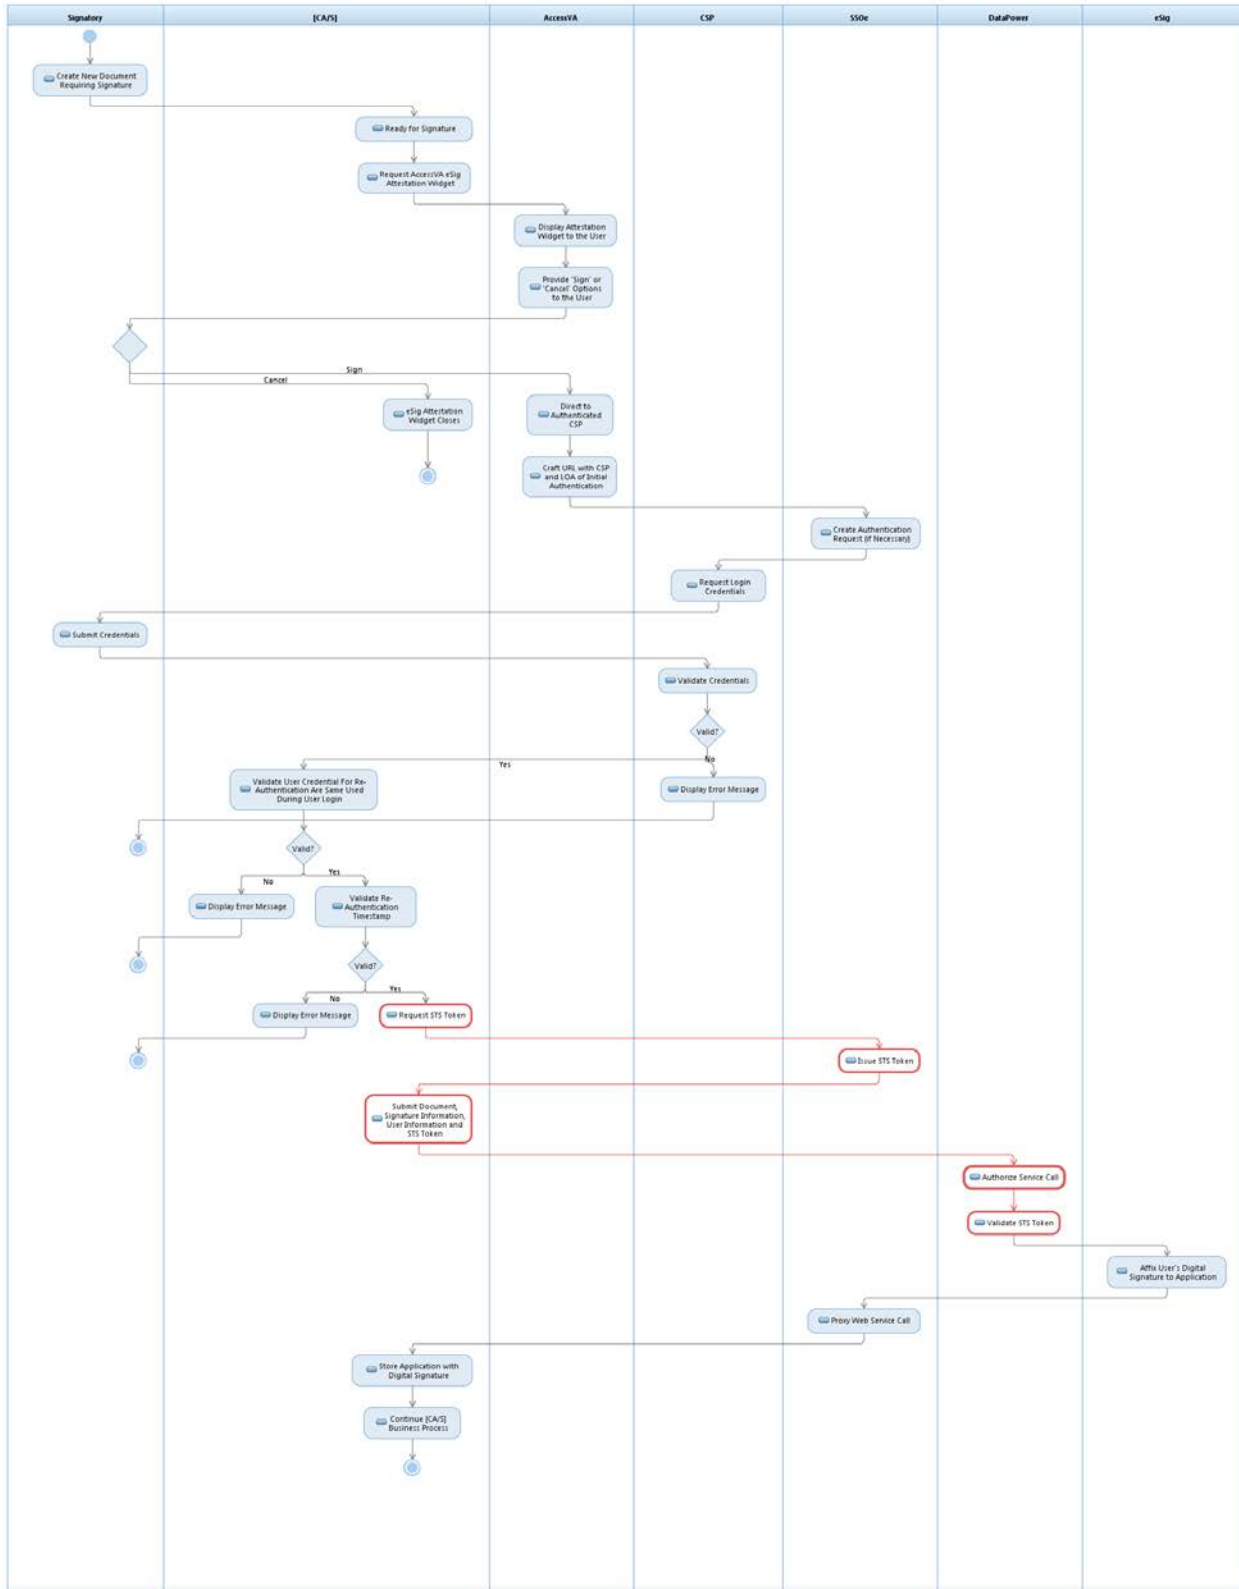 Signatory
[CA/S]
AccessVA
CSP
SSOe
DataPower
eSig
Create New Document
Requiring Signature
Ready for Signature
Request AccessVA eSig
Attestation Widget
Display Attestation
Widget to the User
Provide 'Sign' or
'Cancel' Options
to the User
Sign
Cancel
eSig Attestation
Widget Closes
Direct to
Authenticated
CSP
Craft URL with CSP
and LOA of Initial
Authentication
Create Authentication
Request (if Necessary)
Request Login
Credentials
Submit Credentials
Validate Credentials
Valid?
Yes
No
Validate User Credential For Re-
Authentication Are Same Used
During User Login
Display Error Message
Valid?
No
Yes
Display Error Message
Validate Re-
Authentication
Timestamp
Valid?
No
Yes
Display Error Message
Request STS Token
Issue STS Token
Submit Document,
Signature Information,
User Information and
STS Token
Authorize Service Call
Validate STS Token
Affix User's Digital
Signature to Application
Proxy Web Service Call
Store Application with
Digital Signature
Continue [CA/S]
Business Process